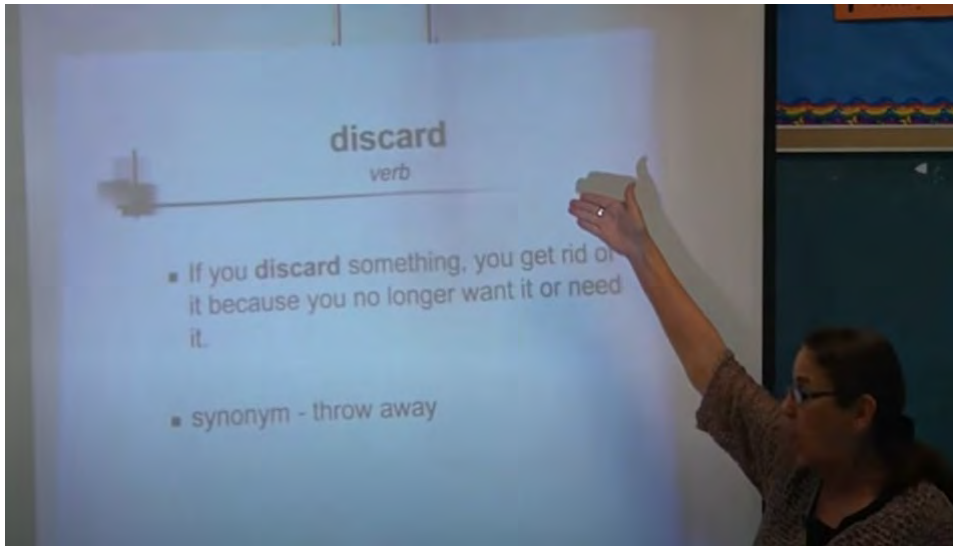 discard
verb
▪ If you discard something, you get rid of
it because you no longer want it or need
it.
▪ synonym - throw away